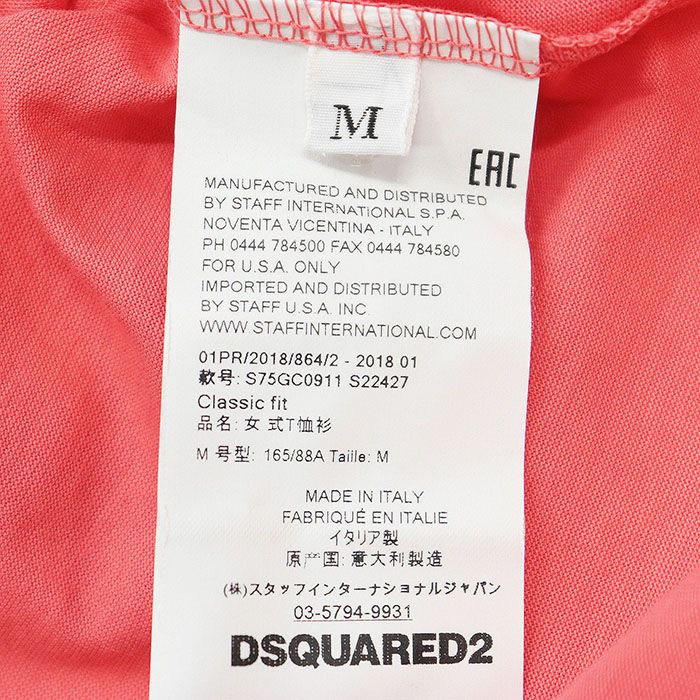 M
EAC
MANUFACTURED AND DISTRIBUTED
BY STAFF INTERNATIONAL S.P.A.
NOVENTA VICENTINA - ITALY
PH 0444 784500 FAX 0444 784580
FOR U.S.A. ONLY
IMPORTED AND DISTRIBUTED
BY STAFF U.S.A. INC.
WWW.STAFFINTERNATIONAL.COM
01PR/2018/864/2 - 2018 01
款号: S75GC0911 S22427
Classic fit
品名: 女 式T恤衫
M 号型: 165/88A Taille: M
MADE IN ITALY
FABRIQUÉ EN ITALIE
イタリア製
原产国: 意大利製造
(株)スタッフインターナショナルジャパン
03-5794-9931
DSQUARED2